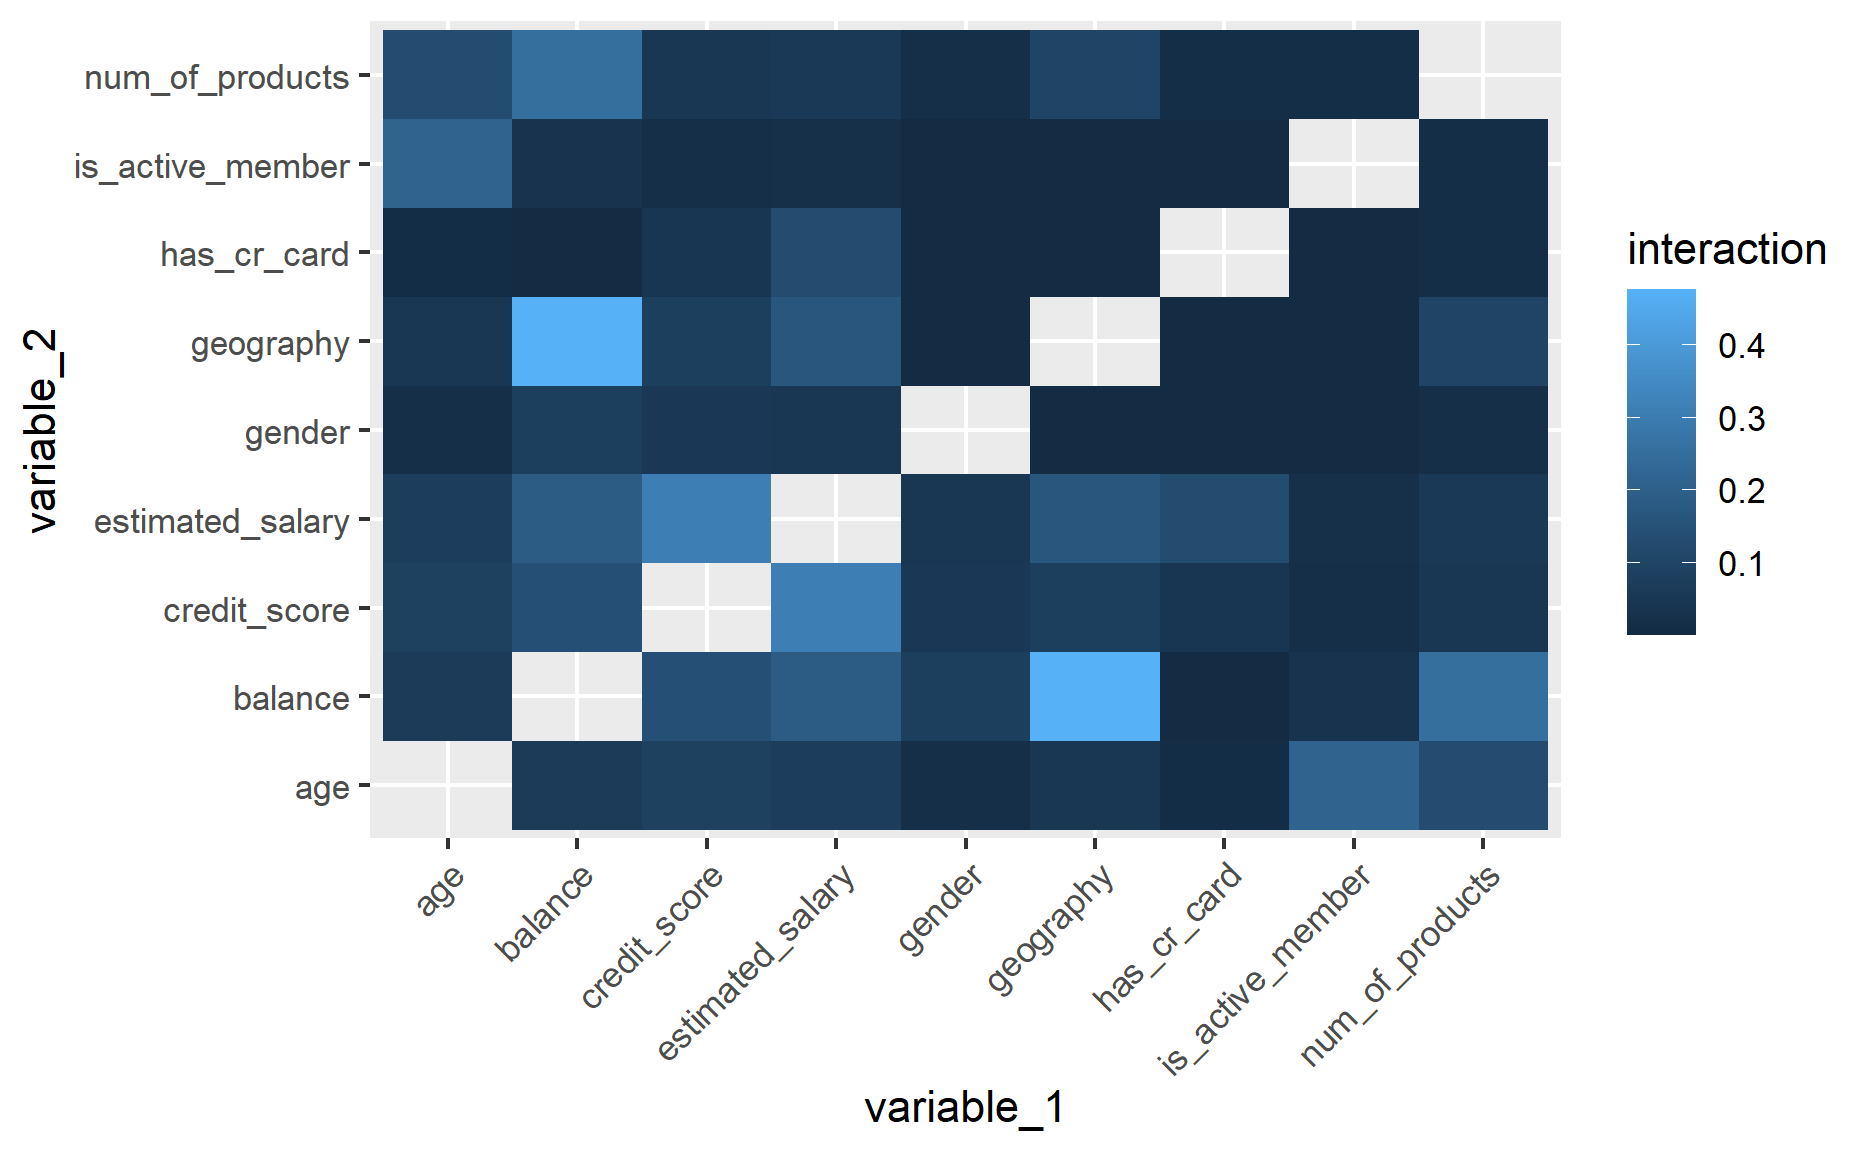 num_of_products
is_active_member
has_cr_card
geography
gender
estimated_salary
credit_score
balance
age
variable_2
age
balance
credit_score
estimated_salary
gender
geography
has_cr_card
is_active_member
num_of_products
variable_1
interaction
0.4
0.3
0.2
0.1